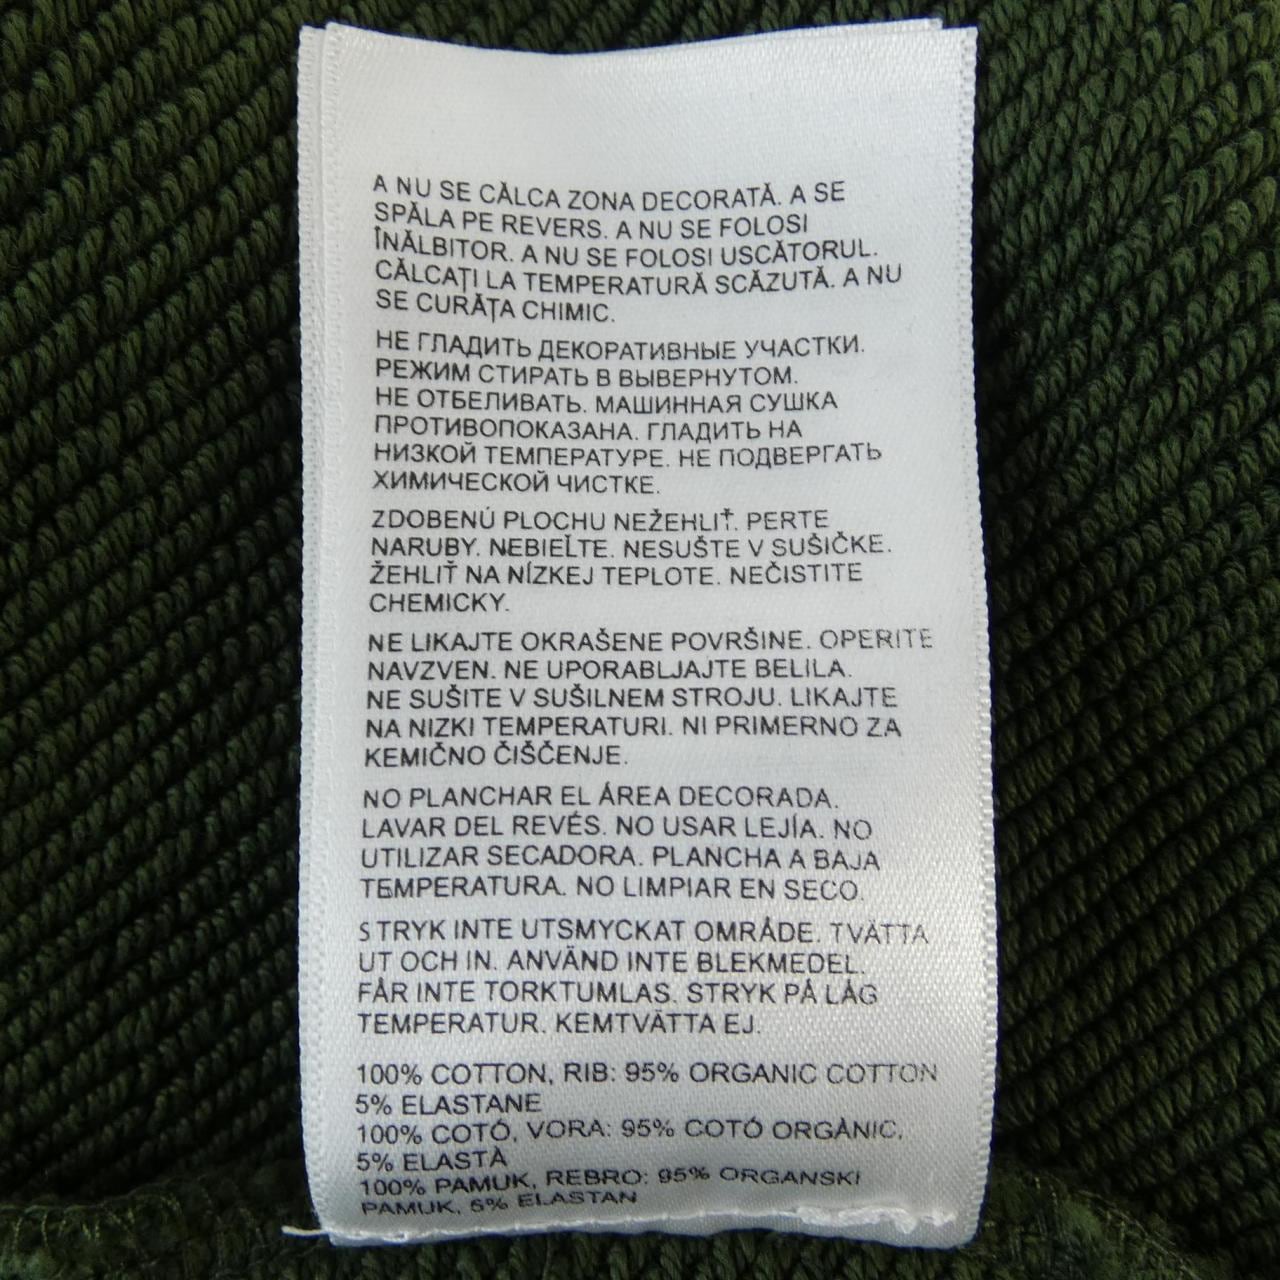 A NU SE CĂLCA ZONA DECORATĂ. A SE
SPĂLA PE REVERS. A NU SE FOLOSI
ÎNĂLBITOR. A NU SE FOLOSI USCĂTORUL.
CĂLCAȚI LA TEMPERATURĂ SCĂZUTĂ. A NU
SE CURĂȚA CHIMIC.
НЕ ГЛАДИТЬ ДЕКОРАТИВНЫЕ УЧАСТКИ.
РЕЖИМ СТИРАТЬ В ВЫВЕРНУТОМ.
НЕ ОТБЕЛИВАТЬ. МАШИННАЯ СУШКА
ПРОТИВОПОКАЗАНА. ГЛАДИТЬ НА
НИЗКОЙ ТЕМПЕРАТУРЕ. НЕ ПОДВЕРГАТЬ
ХИМИЧЕСКОЙ ЧИСТКЕ.
ZDOBENÚ PLOCHU NEŽEHLIŤ. PERTE
NARUBY. NEBIEĽTE. NESUŠTE V SUŠIČKE.
ŽEHLIŤ NA NÍZKEJ TEPLOTE. NEČISTITE
CHEMICKY.
NE LIKAJTE OKRAŠENE POVRŠINE. OPERITE
NAVZVEN. NE UPORABLJAJTE BELILA.
NE SUŠITE V SUŠILNEM STROJU. LIKAJTE
NA NIZKI TEMPERATURI. NI PRIMERNO ZA
KEMIČNO ČIŠČENJE.
NO PLANCHAR EL ÁREA DECORADA.
LAVAR DEL REVÉS. NO USAR LEJÍA. NO
UTILIZAR SECADORA. PLANCHA A BAJA
TEMPERATURA. NO LIMPIAR EN SECO.
STRYK INTE UTSMYCKAT OMRÅDE. TVÄTTA
UT OCH IN. ANVÄND INTE BLEKMEDEL.
FÅR INTE TORKTUMLAS. STRYK PÅ LÅG
TEMPERATUR. KEMTVÄTTA EJ.
100% COTTON, RIB: 95% ORGANIC COTTON
5% ELASTANE
100% COTÓ, VORA: 95% COTÓ ORGÀNIC,
5% ELASTÀ
100% PAMUK, REBRO: 95% ORGANSKI
PAMUK, 5% ELASTAN